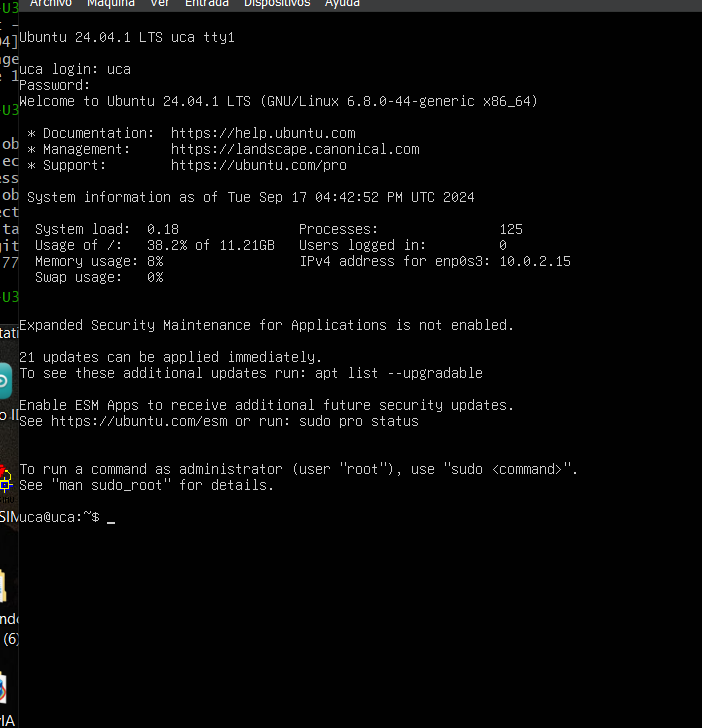 Archivo Máquina Ver Entrada Dispositivos Ayuda
Ubuntu 24.04.1 LTS uca tty1
uca login: uca
Password:
Welcome to Ubuntu 24.04.1 LTS (GNU/Linux 6.8.0-44-generic x86_64)
* Documentation: https://help.ubuntu.com
* Management: https://landscape.canonical.com
* Support: https://ubuntu.com/pro
System information as of Tue Sep 17 04:42:52 PM UTC 2024
System load: 0.18 Processes: 125
Usage of /: 38.2% of 11.21GB Users logged in: 0
Memory usage: 8% IPv4 address for enp0s3: 10.0.2.15
Swap usage: 0%
Expanded Security Maintenance for Applications is not enabled.
21 updates can be applied immediately.
To see these additional updates run: apt list --upgradable
Enable ESM Apps to receive additional future security updates.
See https://ubuntu.com/esm or run: sudo pro status
To run a command as administrator (user "root"), use "sudo <command>".
See "man sudo_root" for details.
uca@uca:~$ _